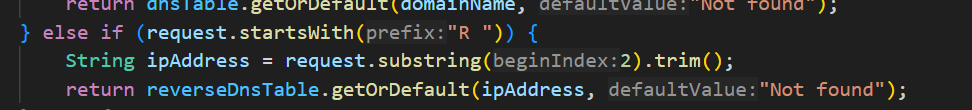 return dnsTable.getOrDefault(domainName, defaultValue:"Not found");
} else if (request.startsWith(prefix:"R ")) {
String ipAddress = request.substring(beginIndex:2).trim();
return reverseDnsTable.getOrDefault(ipAddress, defaultValue:"Not found");